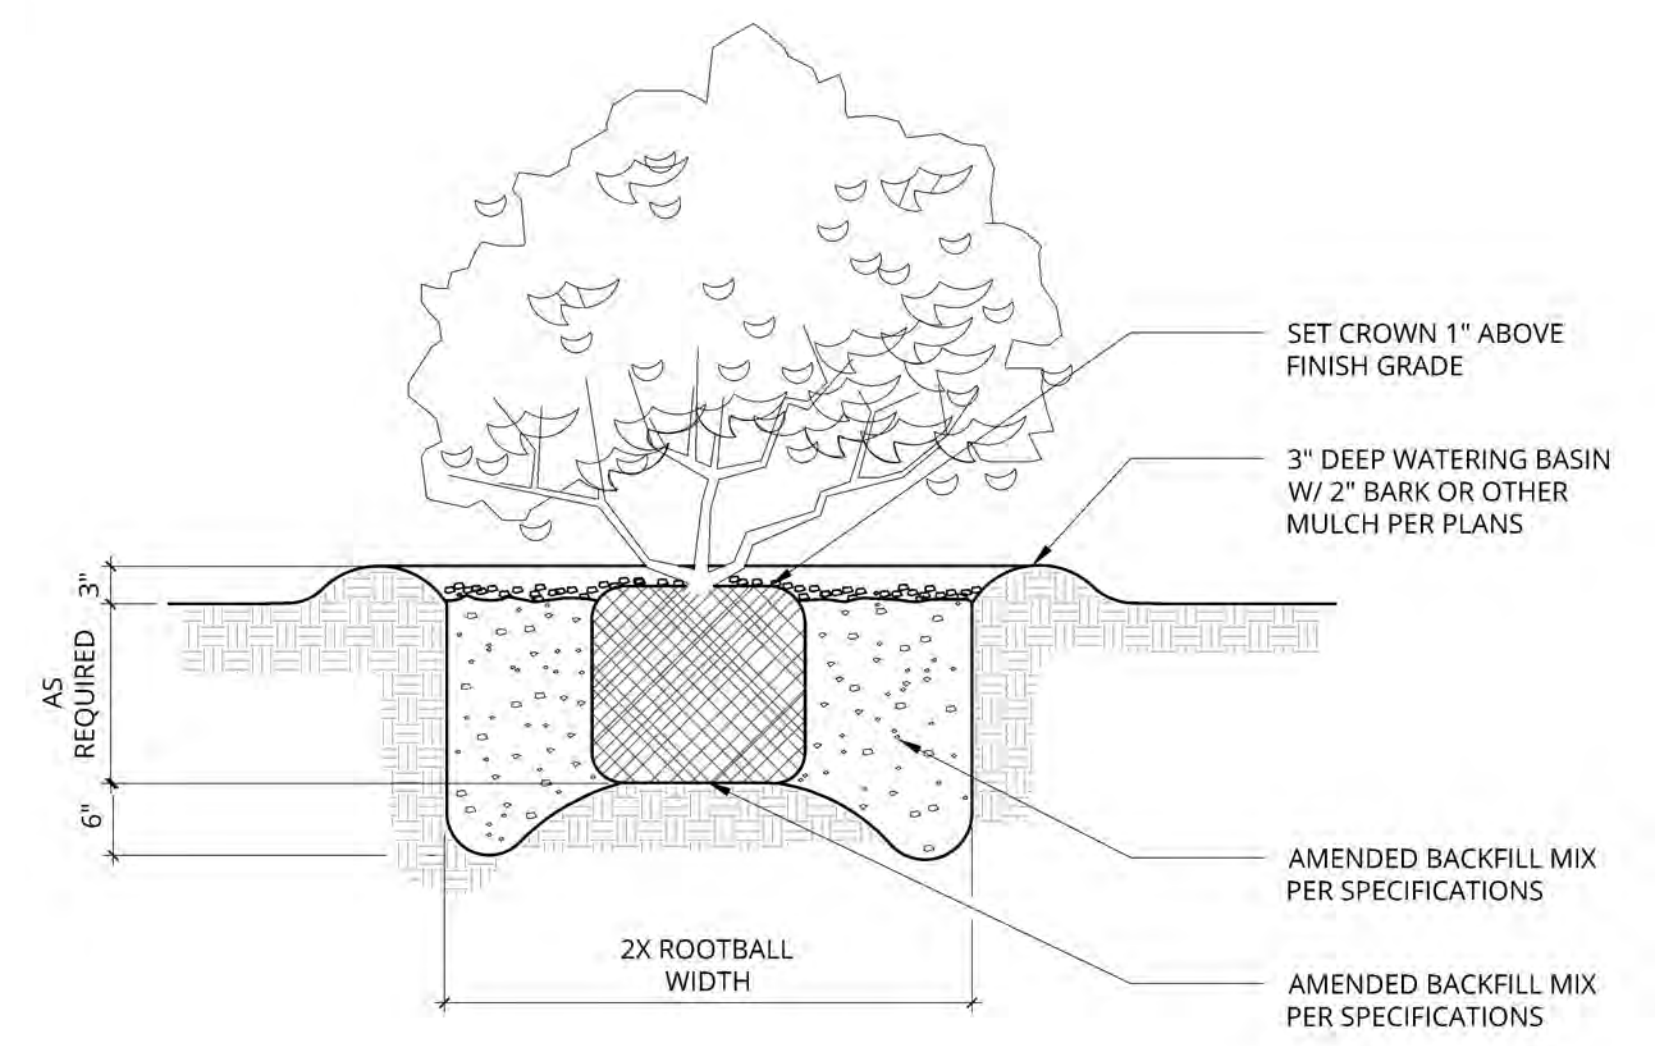 SET CROWN 1" ABOVE
FINISH GRADE
3" DEEP WATERING BASIN
W/ 2" BARK OR OTHER
MULCH PER PLANS
3"
AS
REQUIRED
6"
AMENDED BACKFILL MIX
PER SPECIFICATIONS
2X ROOTBALL
WIDTH
AMENDED BACKFILL MIX
PER SPECIFICATIONS